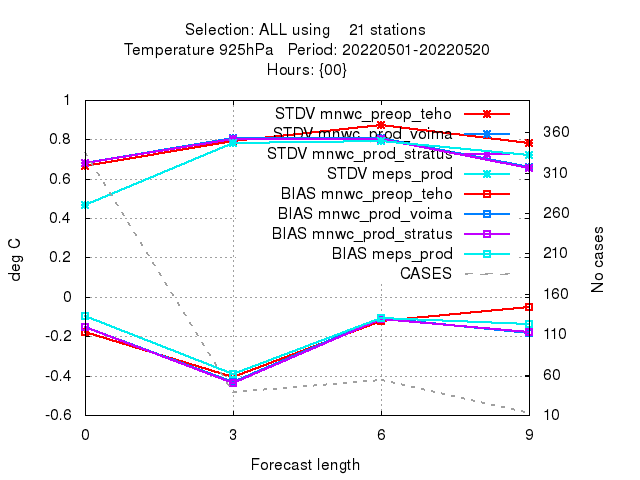 Selection: ALL using 21 stations
Temperature 925hPa Period: 20220501-20220520
Hours: {00}
1
0.8
0.6
0.4
0.2
0
-0.2
-0.4
-0.6
deg C
STDV mnwc_preop_teho
STDV mnwc_prod_voima
STDV mnwc_prod_stratus
STDV meps_prod
BIAS mnwc_preop_teho
BIAS mnwc_prod_voima
BIAS mnwc_prod_stratus
BIAS meps_prod
CASES
360
310
260
210
160
110
60
10
No cases
0 3 6 9
Forecast length